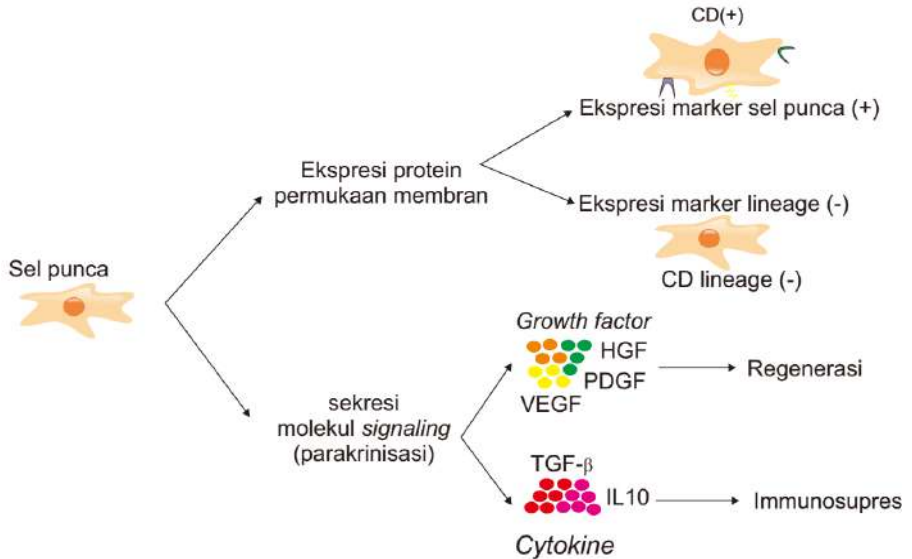 CD(+)
Ekspresi marker sel punca (+)
Ekspresi protein
permukaan membran
Ekspresi marker lineage (-)
CD lineage (-)
Sel punca
Growth factor
HGF
PDGF
VEGF
Regenerasi
sekresi
molekul signaling
(parakrinisasi)
TGF-β
IL10
Immunosupres
Cytokine